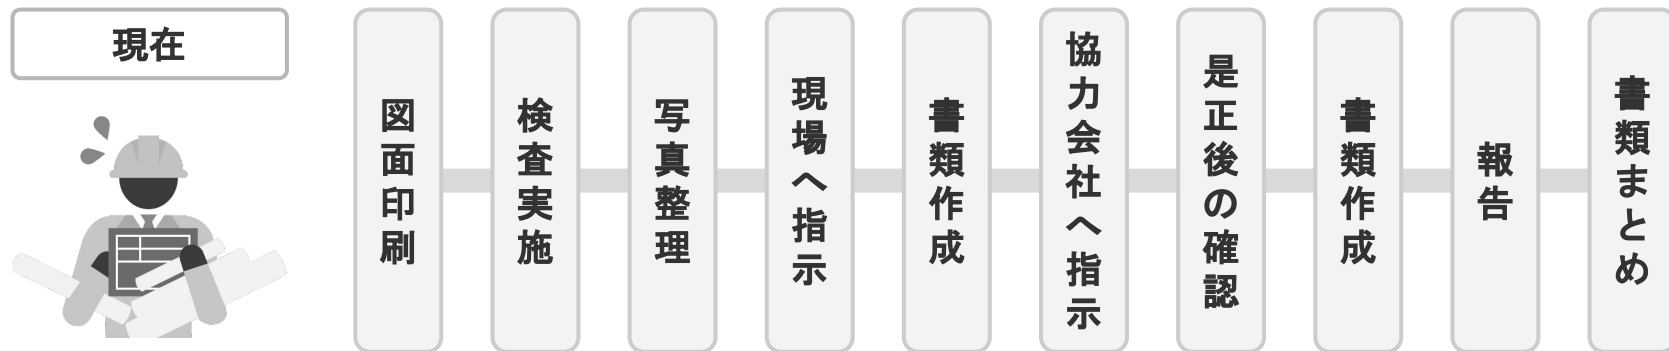 現在
図面印刷
検査実施
写真整理
現場へ指示
書類作成
協力会社へ指示
是正後の確認
書類作成
報告
書類まとめ